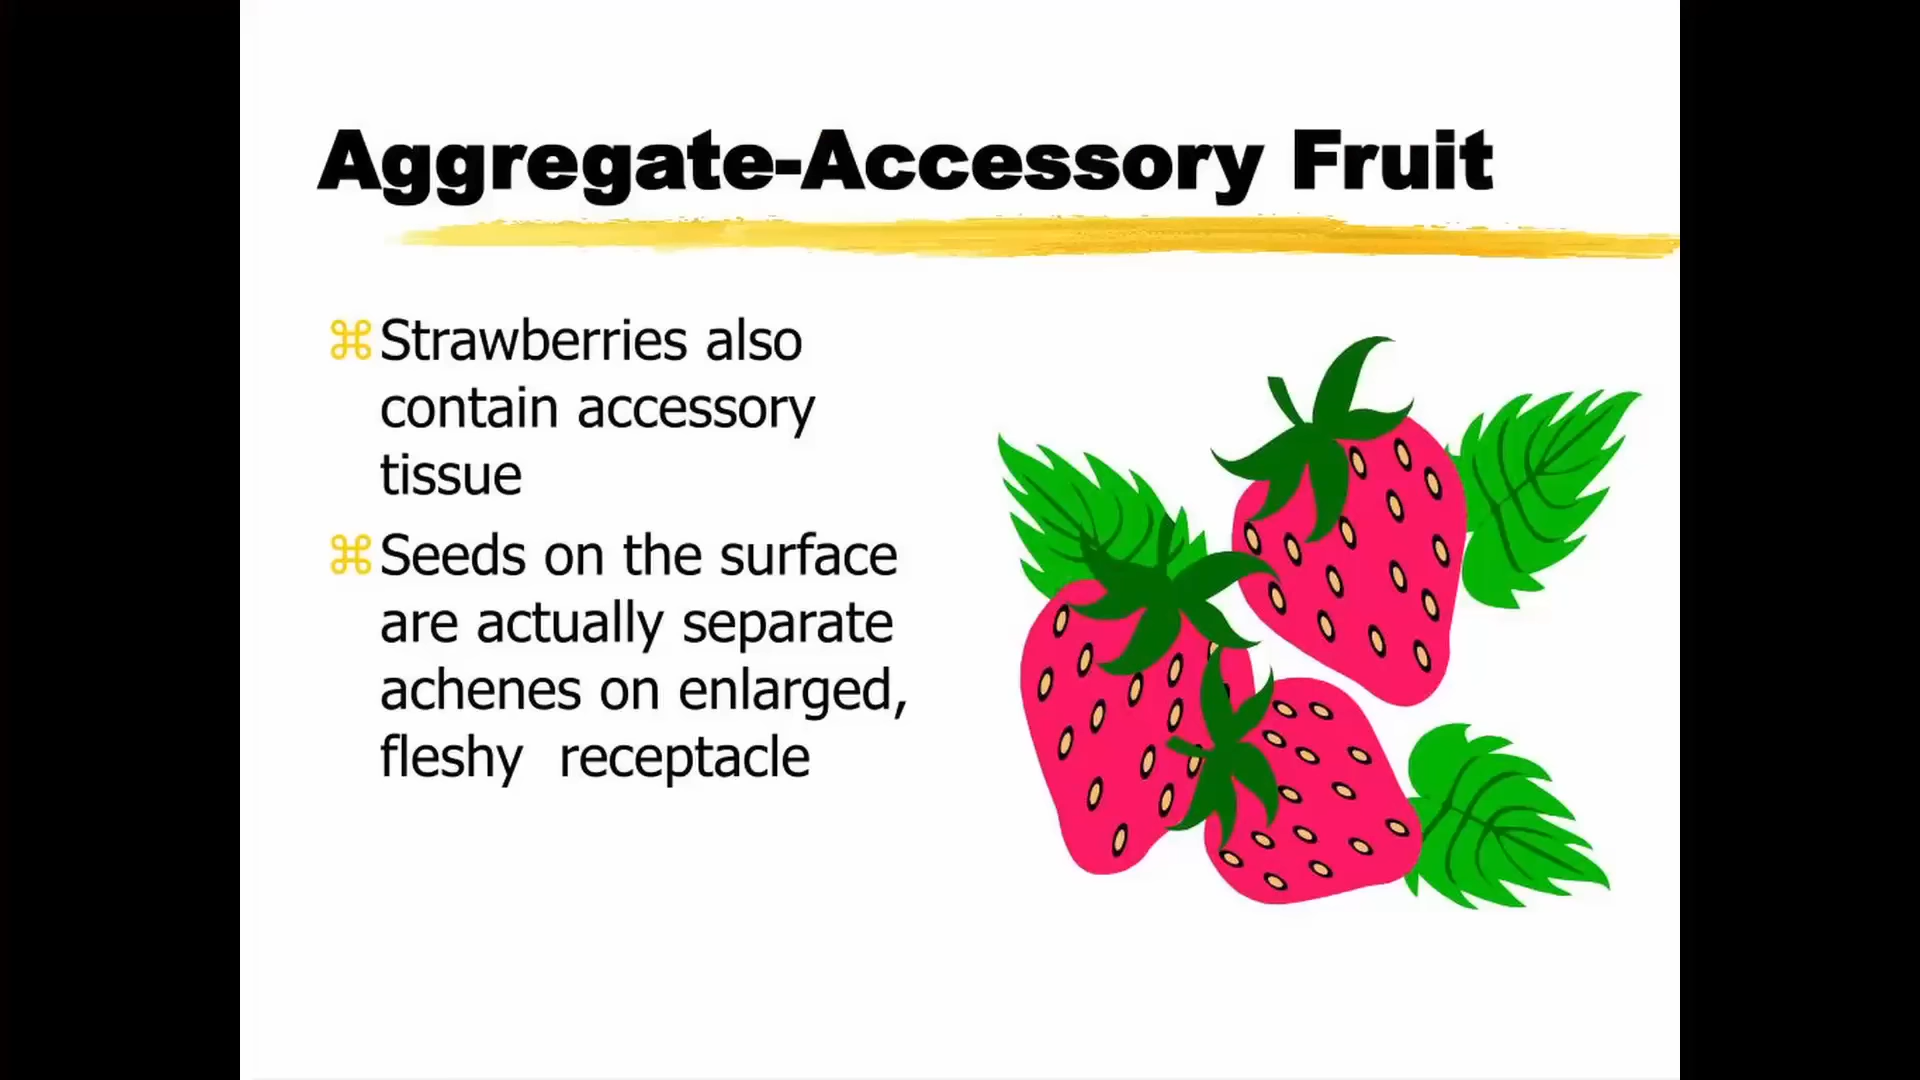 Aggregate-Accessory Fruit
⌘Strawberries also
contain accessory
tissue
⌘Seeds on the surface
are actually separate
achenes on enlarged,
fleshy  receptacle